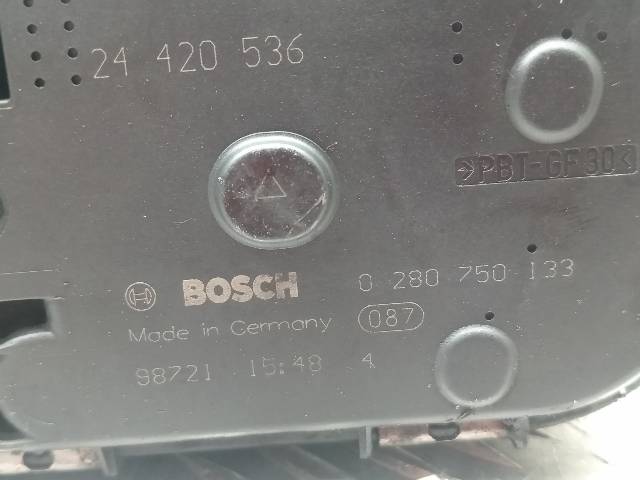 24 420 536
>PBT-GF30<
BOSCH 0 280 750 133
Made in Germany 087
98721 15:48 4